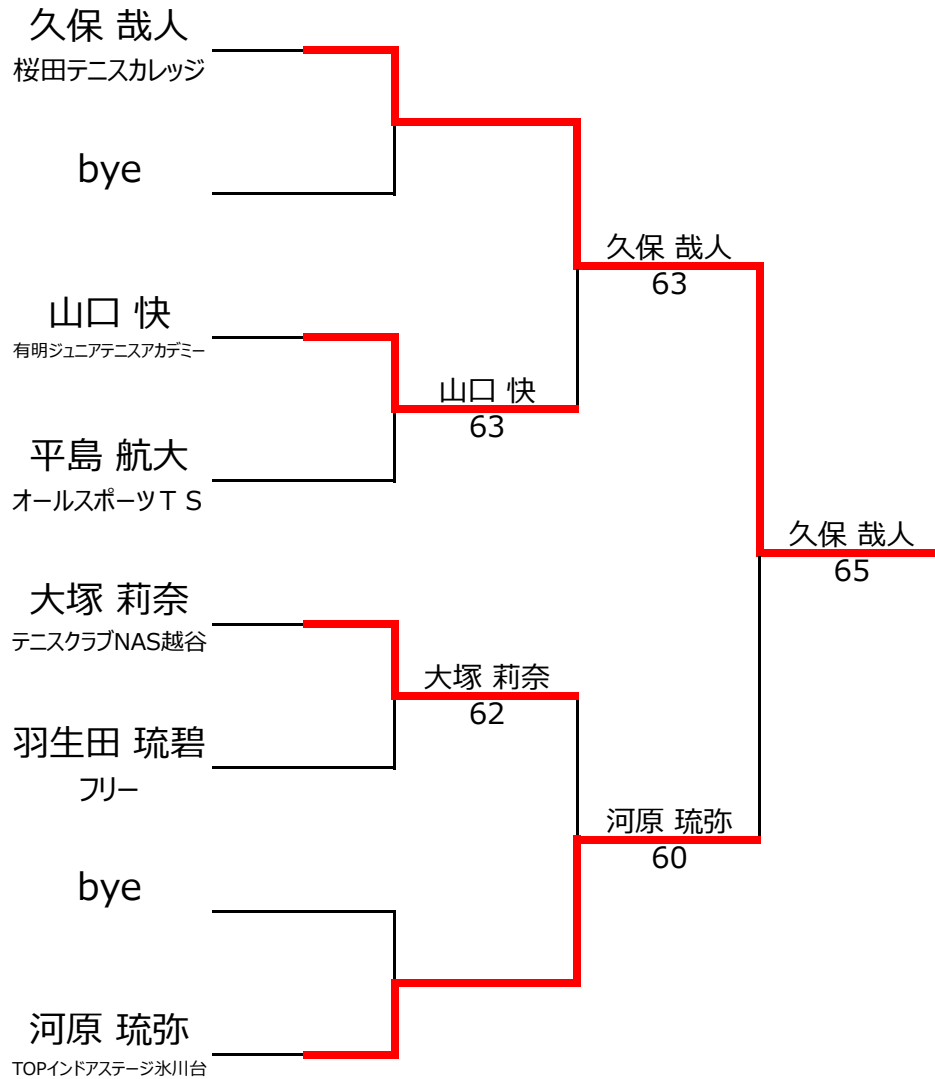 久保 哉人
桜田テニスカレッジ
bye
久保 哉人
63
山口 快
有明ジュニアテニスアカデミー
山口 快
63
平島 航大
オールスポーツＴＳ
久保 哉人
65
大塚 莉奈
テニスクラブNAS越谷
大塚 莉奈
62
羽生田 琉碧
フリー
河原 琉弥
60
bye
河原 琉弥
TOPインドアステージ氷川台